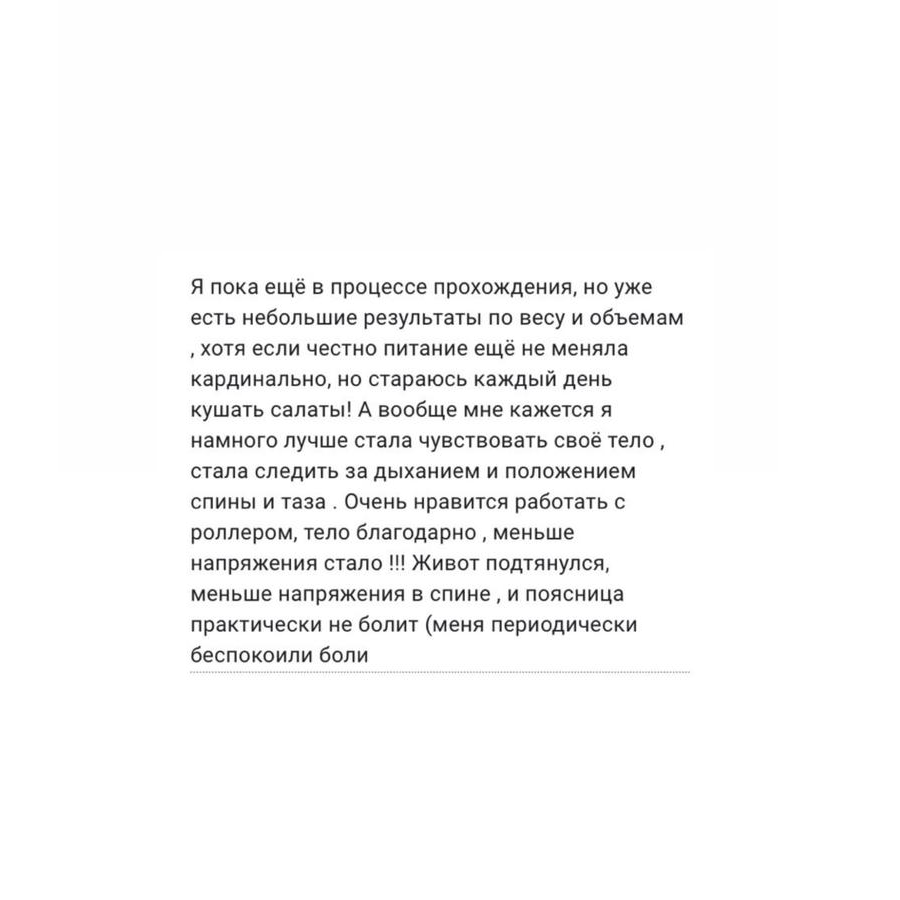 Я пока ещё в процессе прохождения, но уже
есть небольшие результаты по весу и объемам
, хотя если честно питание ещё не меняла
кардинально, но стараюсь каждый день
кушать салаты! А вообще мне кажется я
намного лучше стала чувствовать своё тело ,
стала следить за дыханием и положением
спины и таза . Очень нравится работать с
роллером, тело благодарно , меньше
напряжения стало !!! Живот подтянулся,
меньше напряжения в спине , и поясница
практически не болит (меня периодически
беспокоили боли